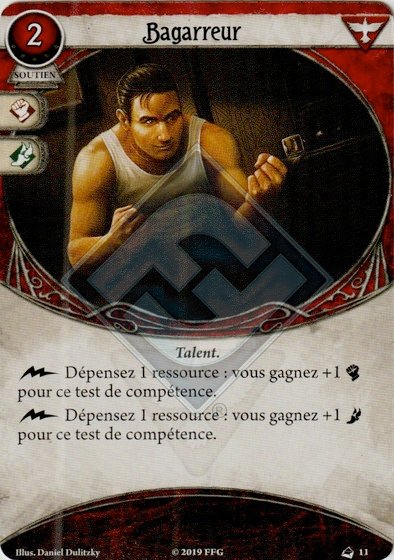 2
Bagarreur
SOUTIEN
Talent.
Dépensez 1 ressource : vous gagnez +1
pour ce test de compétence.
Dépensez 1 ressource : vous gagnez +1
pour ce test de compétence.
®
Illus. Daniel Dulitzky
© 2019 FFG
11